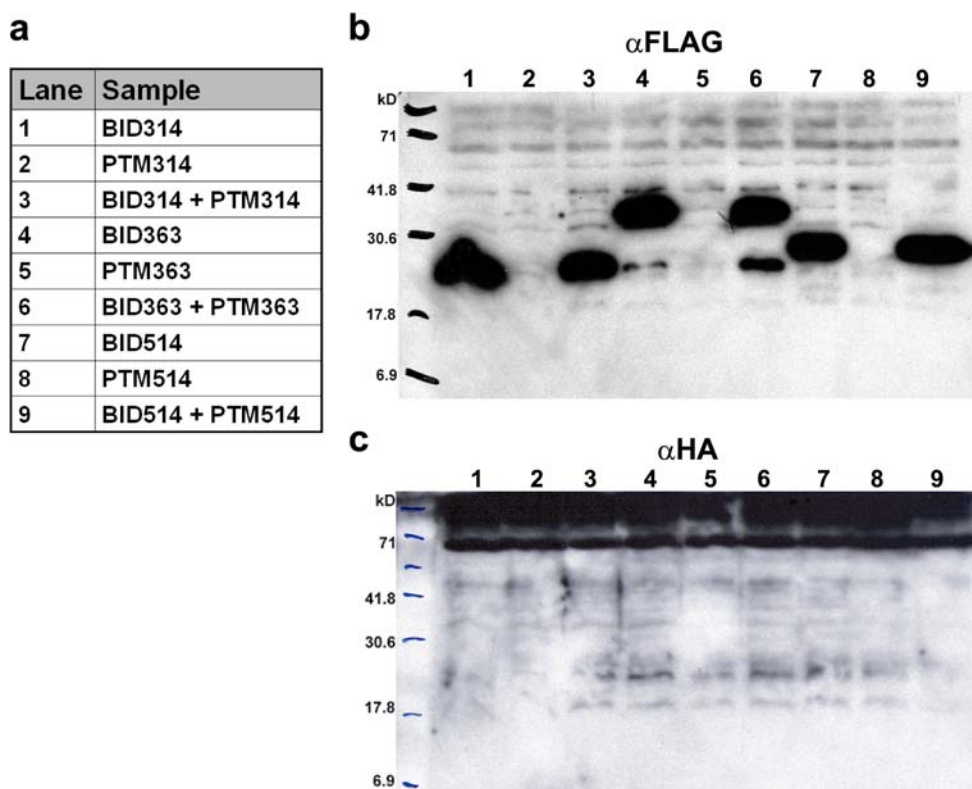 a
Lane Sample
1 BID314
2 PTM314
3 BID314 + PTM314
4 BID363
5 PTM363
6 BID363 + PTM363
7 BID514
8 PTM514
9 BID514 + PTM514
b
αFLAG
1 2 3 4 5 6 7 8 9
kD
71
41.8
30.6
17.8
6.9
c
αHA
1 2 3 4 5 6 7 8 9
kD
71
41.8
30.6
17.8
6.9